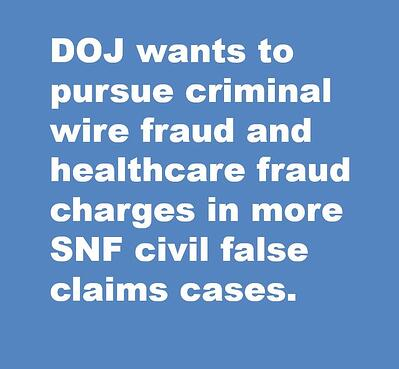 DOJ wants to
pursue criminal
wire fraud and
healthcare fraud
charges in more
SNF civil false
claims cases.